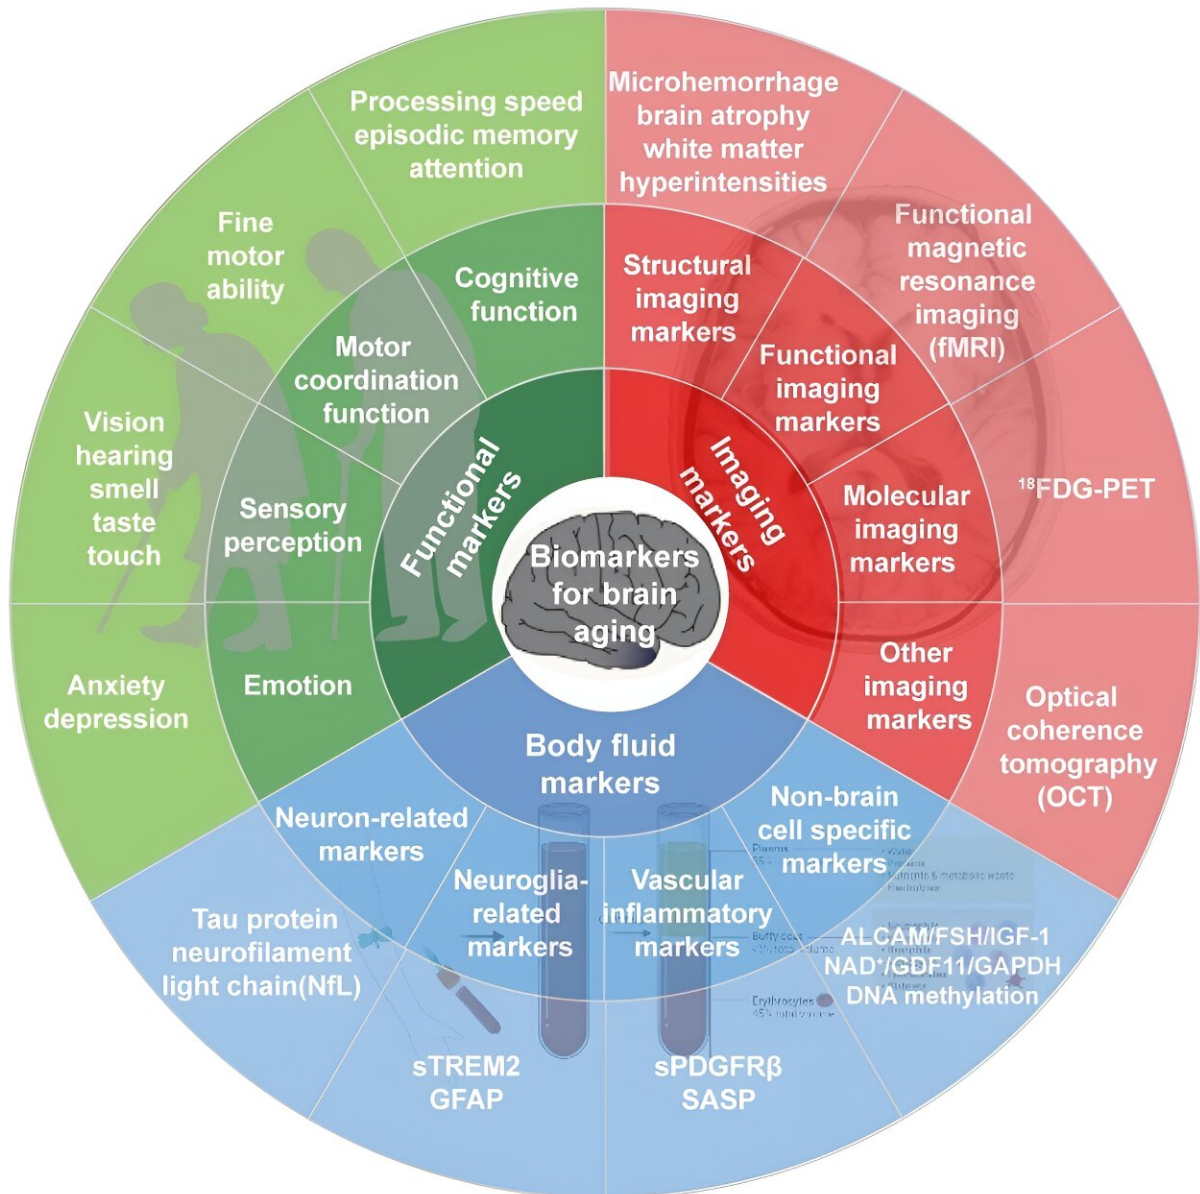 Processing speed
episodic memory
attention
Microhemorrhage
brain atrophy
white matter
hyperintensities
Fine
motor
ability
Functional
magnetic
resonance
imaging
(fMRI)
Cognitive
function
Structural
imaging
markers
Motor
coordination
function
Functional
imaging
markers
Vision
hearing
smell
taste
touch
Sensory
perception
Functional
markers
Imaging
markers
Molecular
imaging
markers
¹⁸FDG-PET
Biomarkers
for brain
aging
Anxiety
depression
Emotion
Other
imaging
markers
Optical
coherence
tomography
(OCT)
Body fluid
markers
Neuron-related
markers
Neuroglia-
related
markers
Vascular
inflammatory
markers
Non-brain
cell specific
markers
Plasma
Buffy coat
Erythrocytes
Tau protein
neurofilament
light chain(NfL)
sTREM2
GFAP
sPDGFRβ
SASP
ALCAM/FSH/IGF-1
NAD⁺/GDF11/GAPDH
DNA methylation